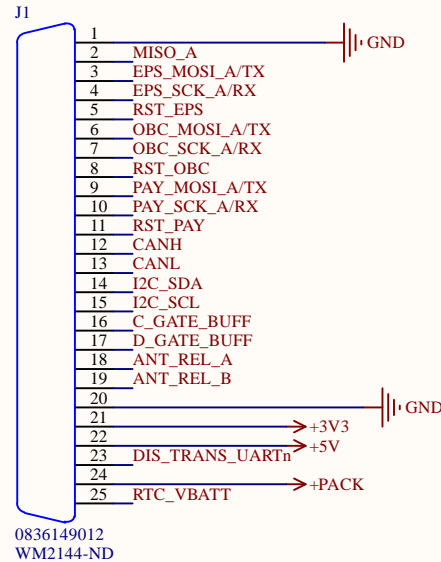 J1
1 GND
2 MISO_A
3 EPS_MOSI_A/TX
4 EPS_SCK_A/RX
5 RST_EPS
6 OBC_MOSI_A/TX
7 OBC_SCK_A/RX
8 RST_OBC
9 PAY_MOSI_A/TX
10 PAY_SCK_A/RX
11 RST_PAY
12 CANH
13 CANL
14 I2C_SDA
15 I2C_SCL
16 C_GATE_BUFF
17 D_GATE_BUFF
18 ANT_REL_A
19 ANT_REL_B
20 GND
21 +3V3
22 +5V
23 DIS_TRANS_UARTn
24 +PACK
25 RTC_VBATT
0836149012
WM2144-ND